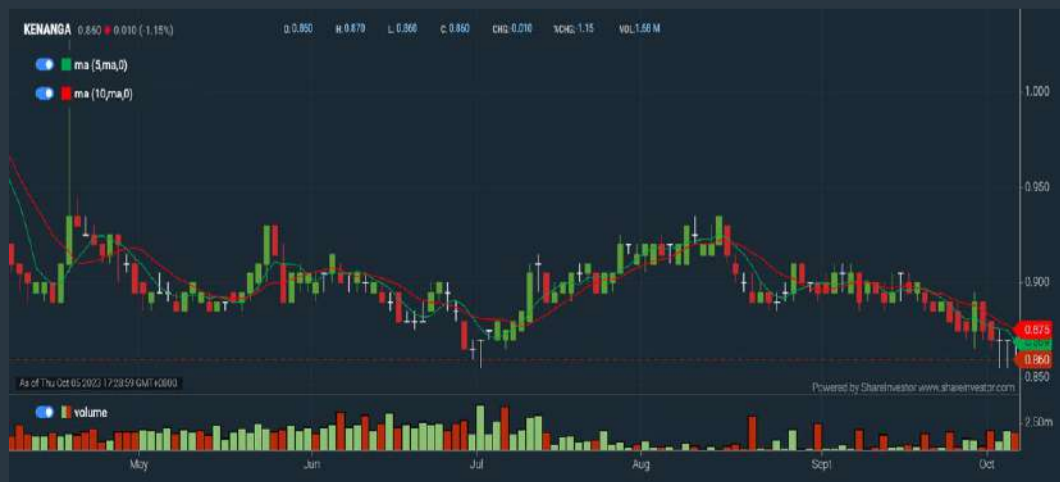 KENANGA 0.860 0.010 (-1.15%) O: 0.860 H: 0.870 L: 0.860 C: 0.860 CHG:-0.010 %CHG:-1.15 VOL:1.68 M
ma (5,ma,0)
ma (10,ma,0)
1.000
0.950
0.900
0.875
0.860
0.850
As of Thu Oct 05 2023 17:28:59 GMT+0800
Powered by ShareInvestor www.shareinvestor.com
volume
2.50m
May Jun Jul Aug Sept Oct